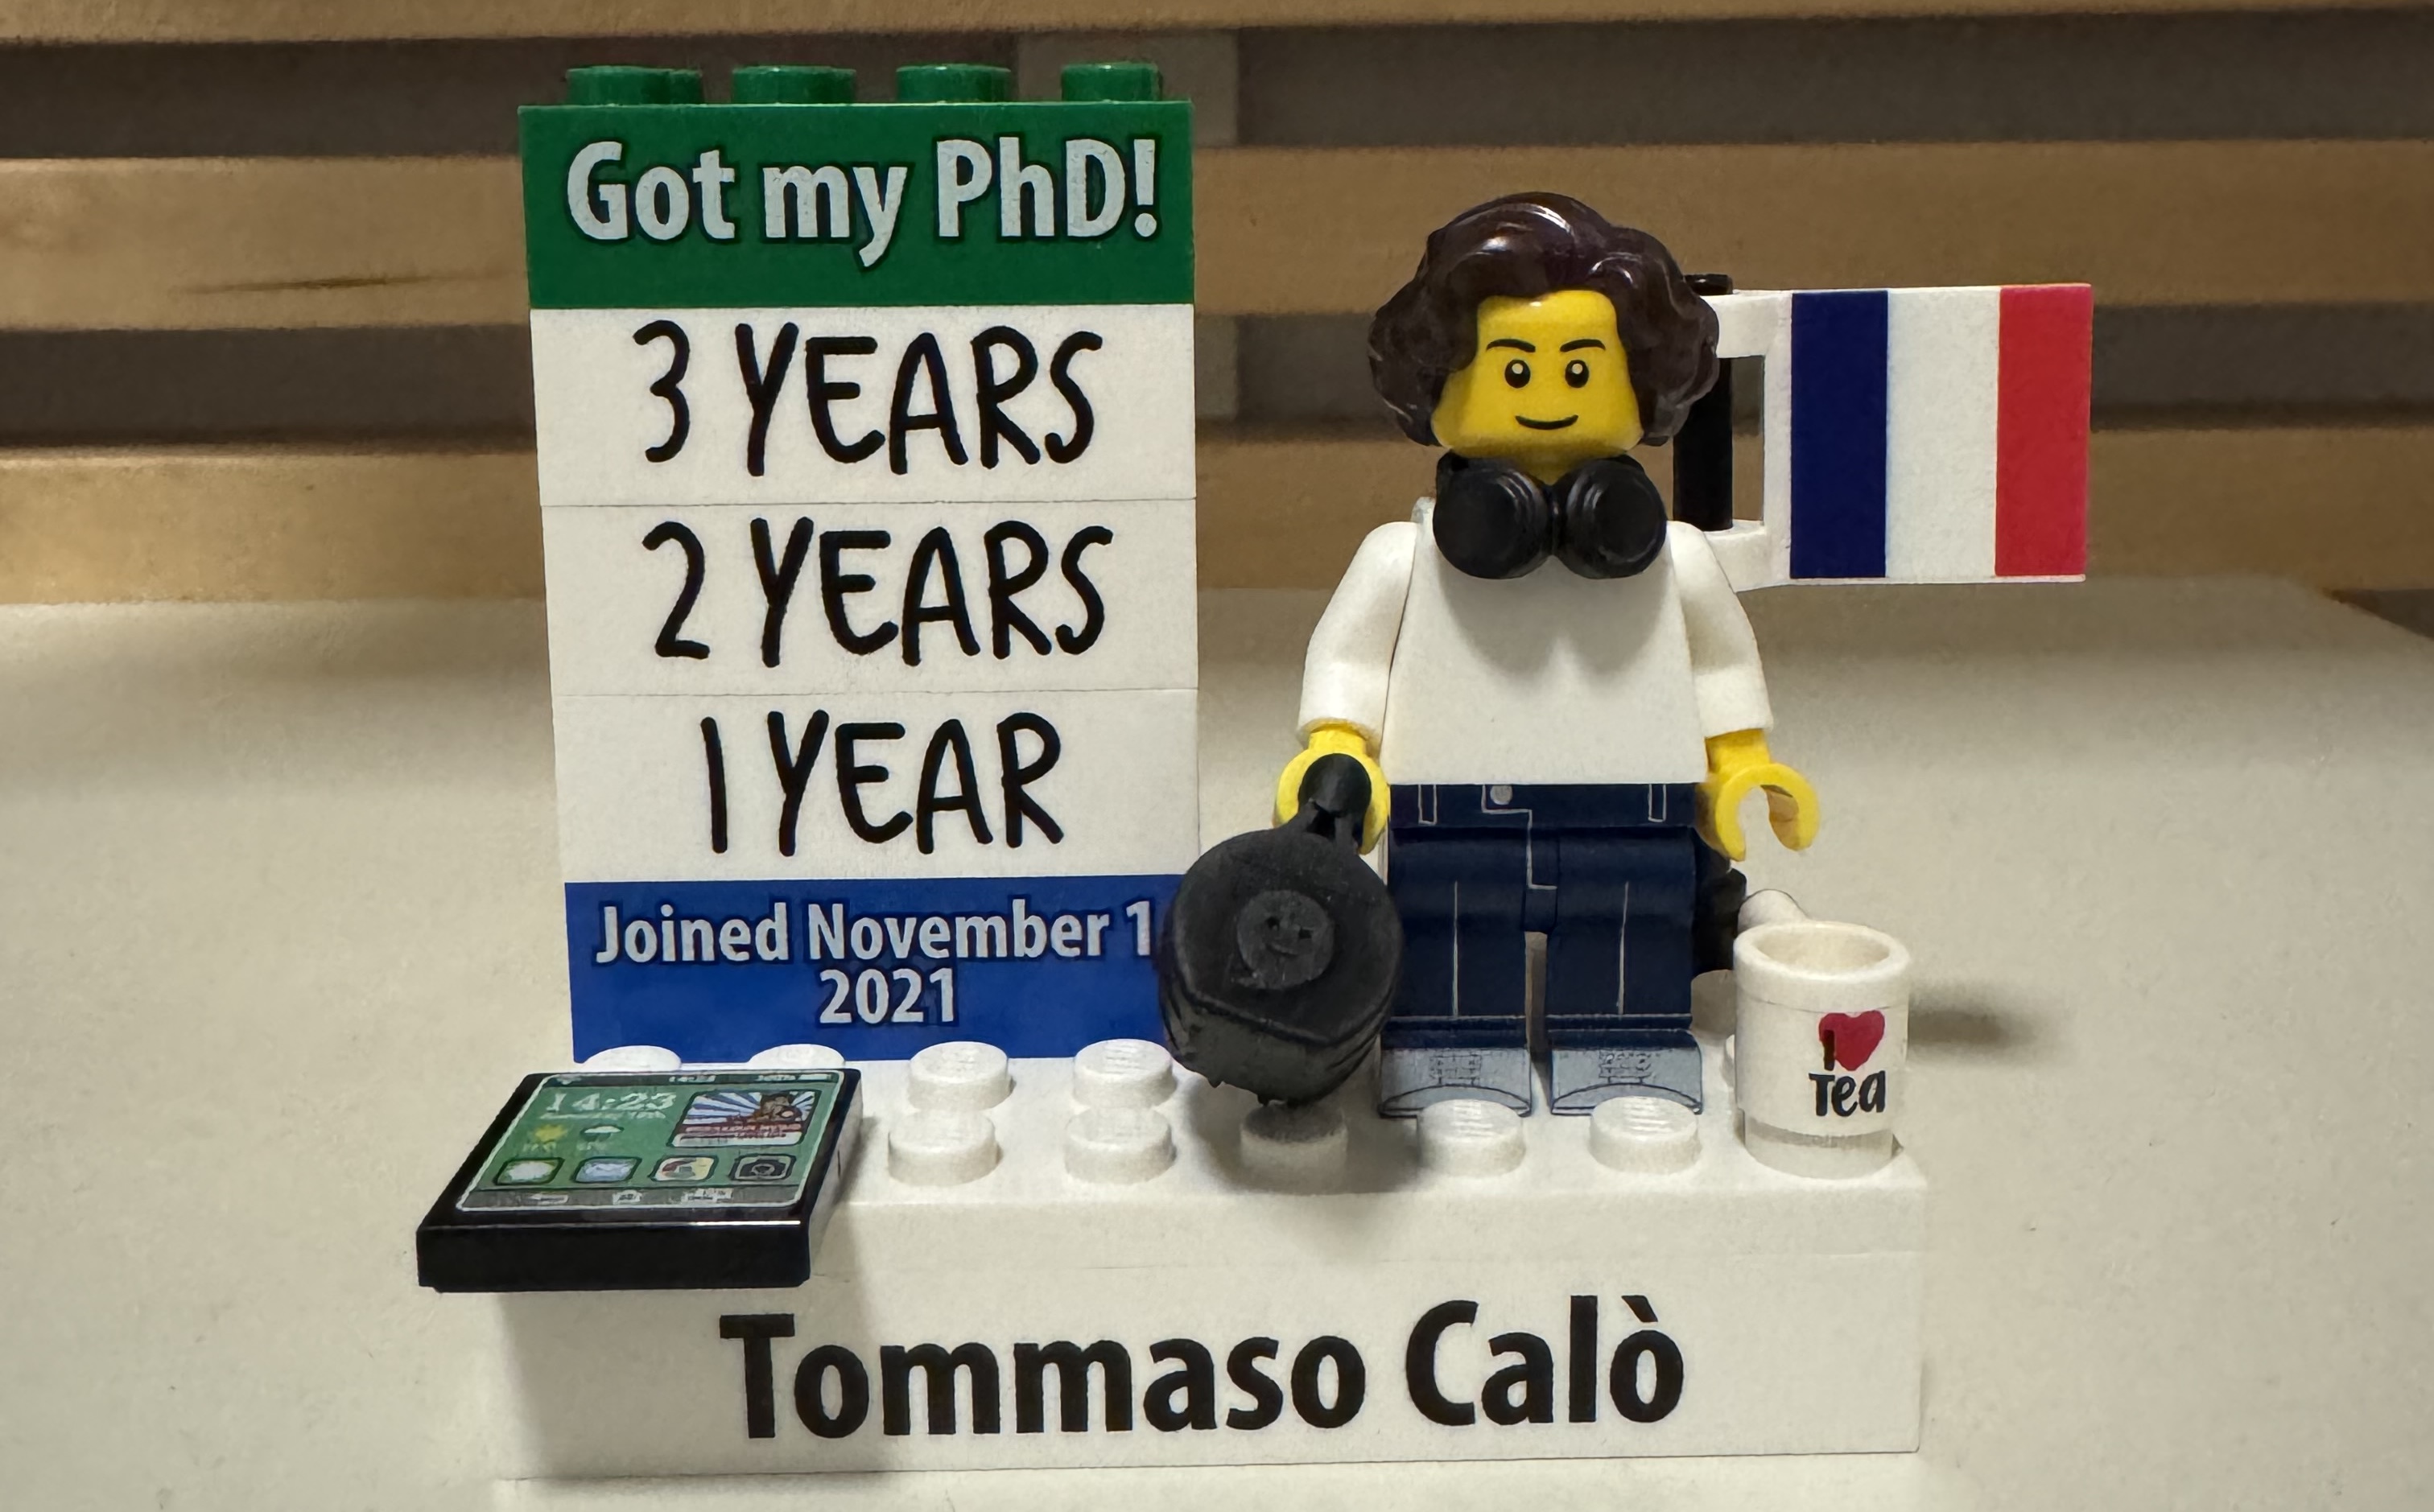 Got my PhD!
3 YEARS
2 YEARS
1 YEAR
Joined November 1
2021
14:23
I
Tea
Tommaso Calò